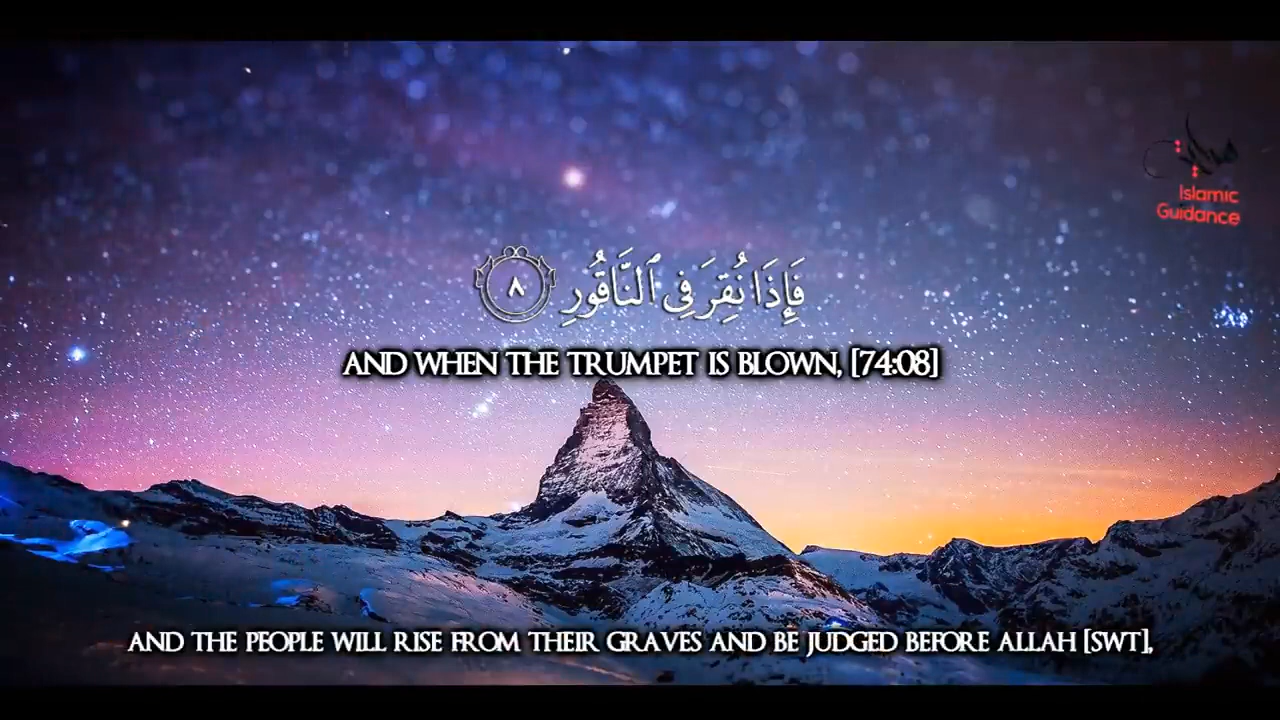 Islamic
Guidance
فَإِذَا نُقِرَ فِى ٱلنَّاقُورِ ٨
AND WHEN THE TRUMPET IS BLOWN, [74:08]
AND THE PEOPLE WILL RISE FROM THEIR GRAVES AND BE JUDGED BEFORE ALLAH [SWT],